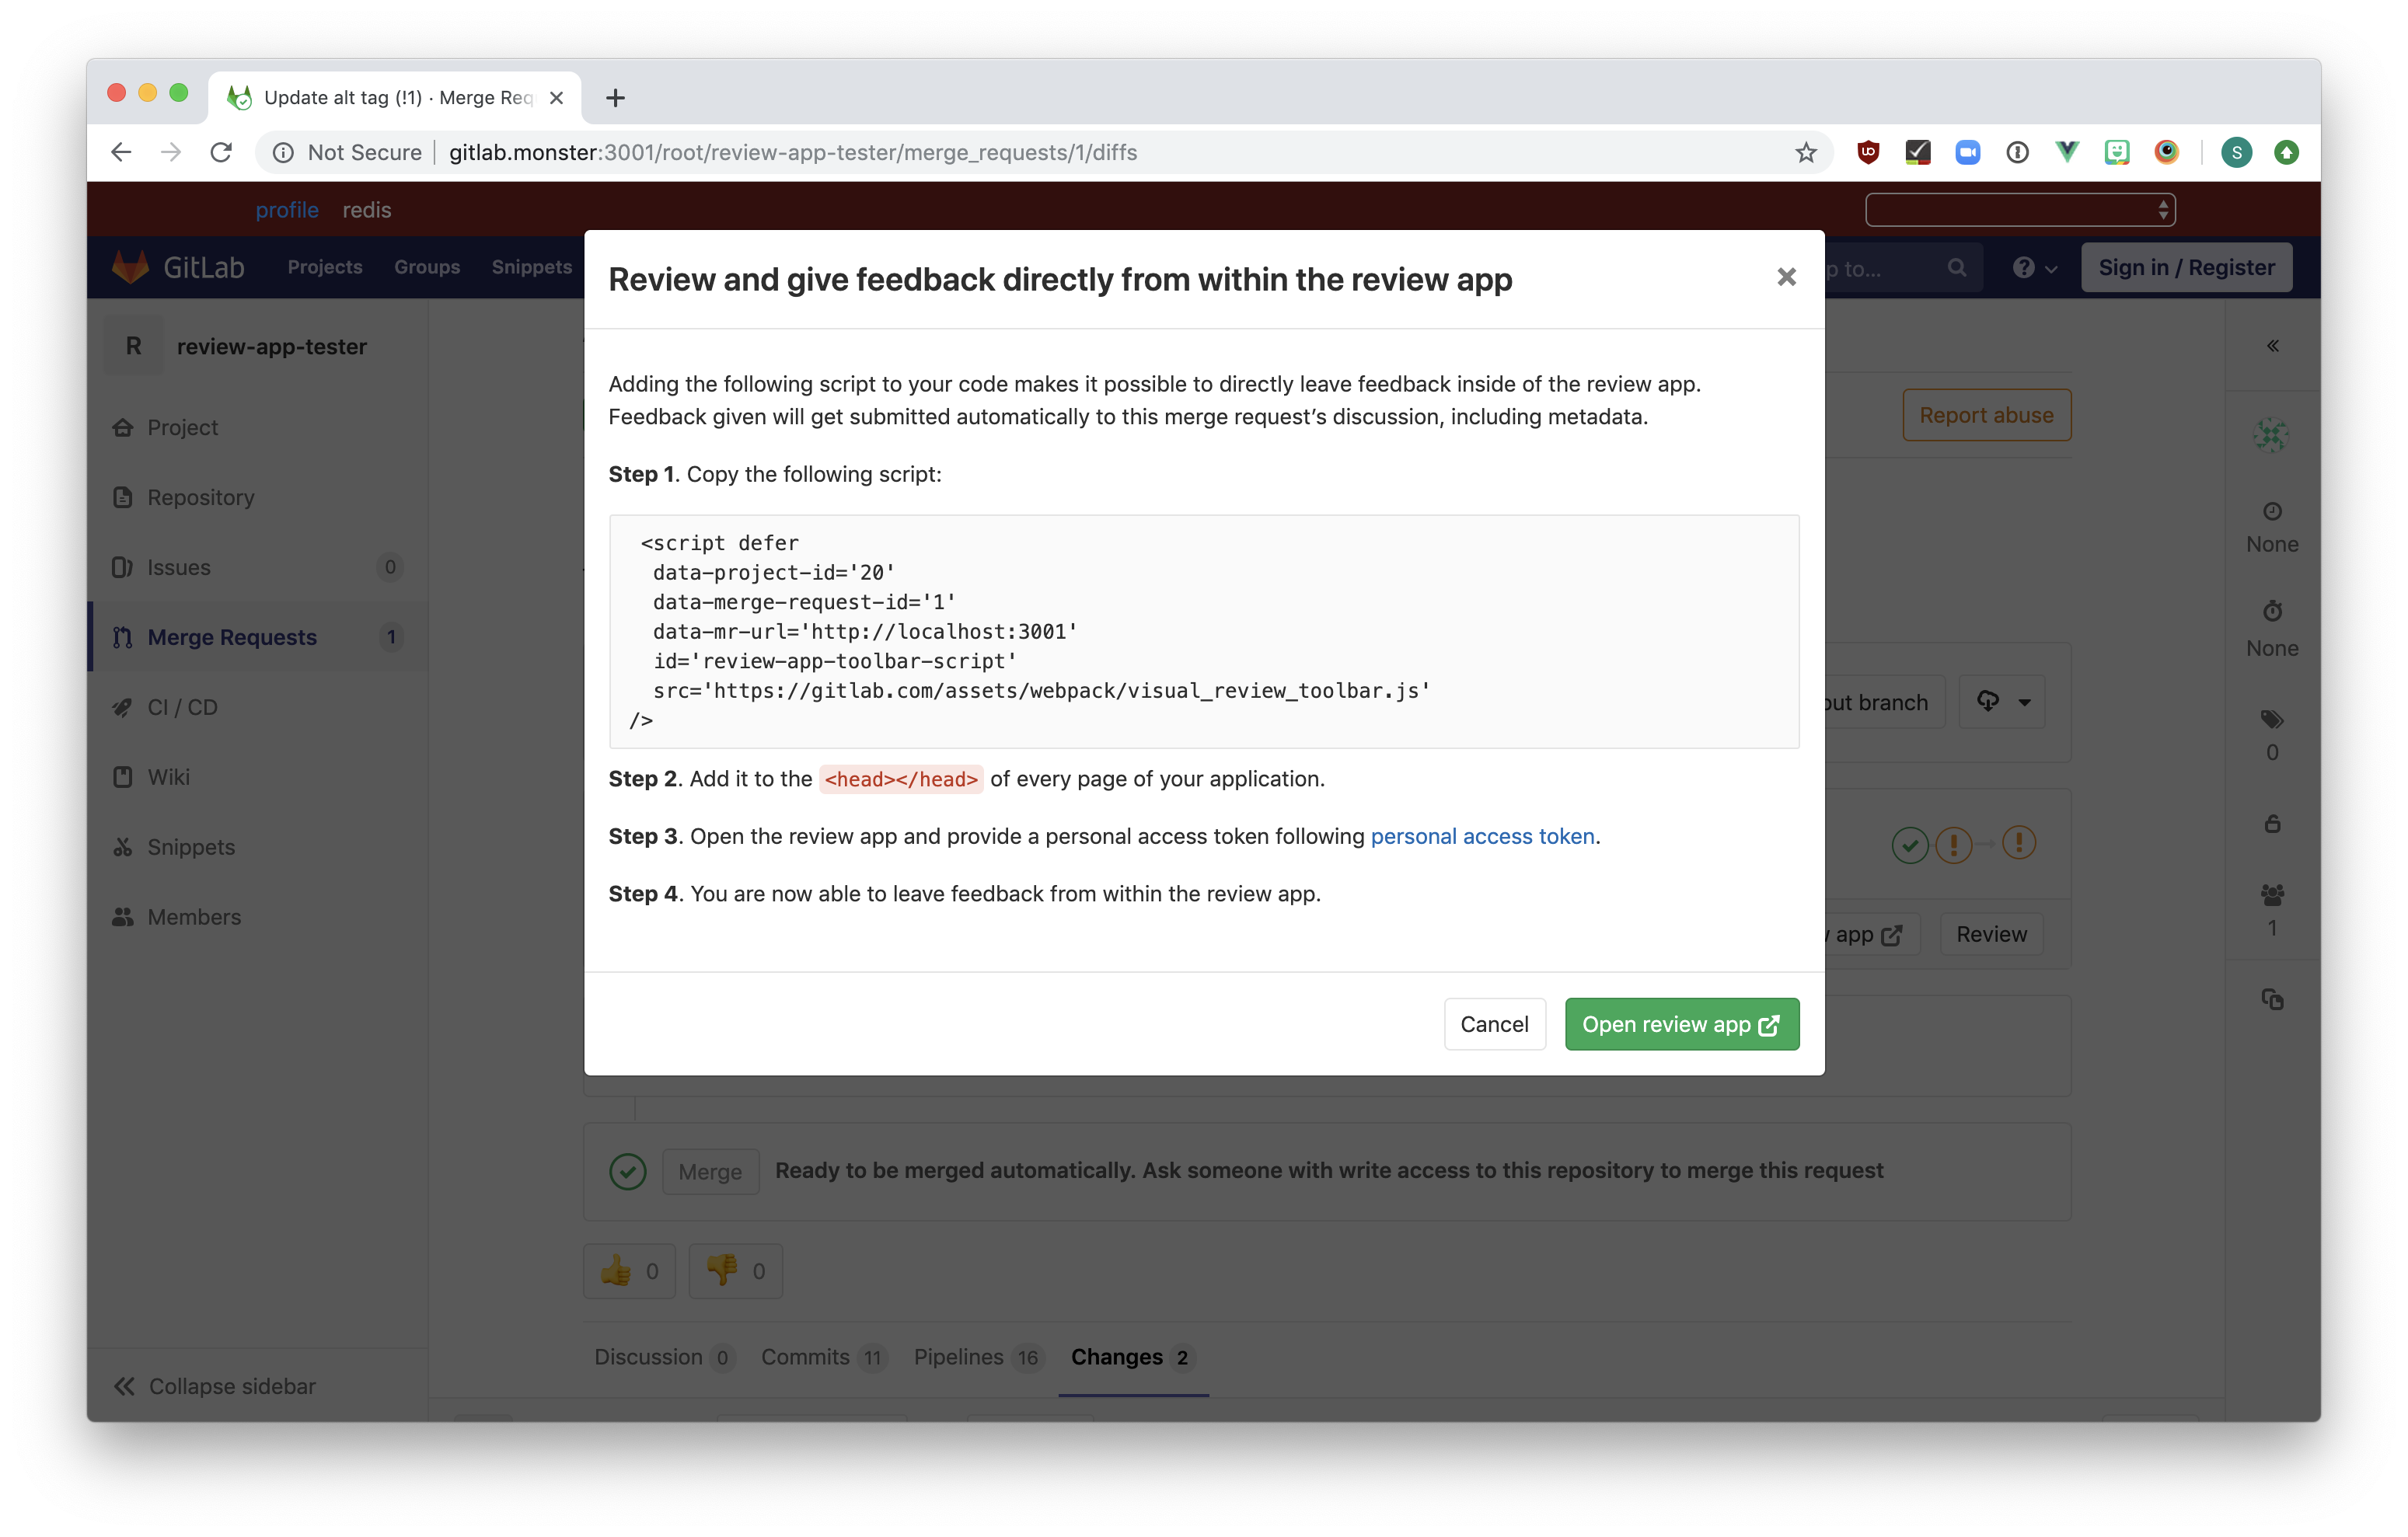 Update alt tag (!1) · Merge Req
Not Secure
gitlab.monster:3001/root/review-app-tester/merge_requests/1/diffs
S
profile redis
GitLab Projects Groups Snippets
p to...
Sign in / Register
R review-app-tester
Project
Repository
Issues 0
Merge Requests 1
CI / CD
Wiki
Snippets
Members
Collapse sidebar
Review and give feedback directly from within the review app
Adding the following script to your code makes it possible to directly leave feedback inside of the review app.
Feedback given will get submitted automatically to this merge request’s discussion, including metadata.
Step 1. Copy the following script:
<script defer
data-project-id='20'
data-merge-request-id='1'
data-mr-url='http://localhost:3001'
id='review-app-toolbar-script'
src='https://gitlab.com/assets/webpack/visual_review_toolbar.js'
/>
Step 2. Add it to the <head></head> of every page of your application.
Step 3. Open the review app and provide a personal access token following personal access token.
Step 4. You are now able to leave feedback from within the review app.
Cancel Open review app
Report abuse
out branch
app Review
None
None
0
1
Merge Ready to be merged automatically. Ask someone with write access to this repository to merge this request
0 0
Discussion 0 Commits 11 Pipelines 16 Changes 2